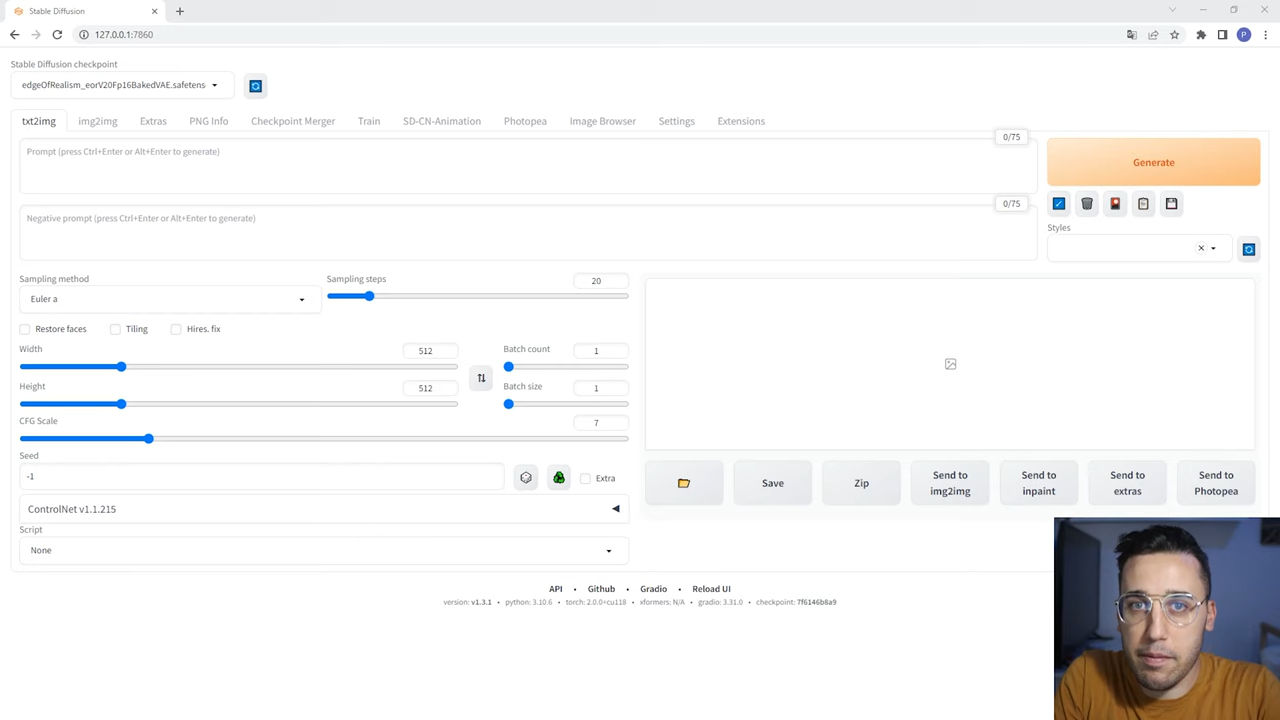 Stable Diffusion
127.0.0.1:7860
P
Stable Diffusion checkpoint
edgeOfRealism_eorV20Fp16BakedVAE.safetens
txt2img img2img Extras PNG Info Checkpoint Merger Train SD-CN-Animation Photopea Image Browser Settings Extensions
0/75
Prompt (press Ctrl+Enter or Alt+Enter to generate)
Generate
0/75
Negative prompt (press Ctrl+Enter or Alt+Enter to generate)
Styles
Sampling method
Sampling steps
20
Euler a
Restore faces Tiling Hires. fix
Width
512
Batch count
1
Height
512
Batch size
1
CFG Scale
7
Seed
-1
Extra
Save
Zip
Send to
img2img
Send to
inpaint
Send to
extras
Send to
Photopea
ControlNet v1.1.215
Script
None
API • Github • Gradio • Reload UI
version: v1.3.1 • python: 3.10.6 • torch: 2.0.0+cu118 • xformers: N/A • gradio: 3.31.0 • checkpoint: 7f6146b8a9